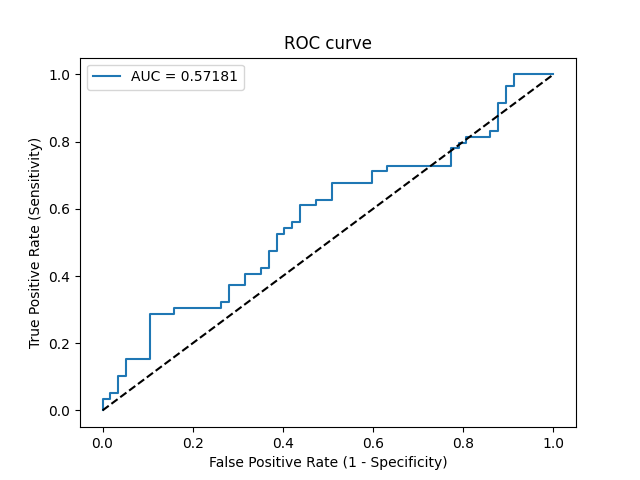 ROC curve
AUC = 0.57181
1.0
0.8
0.6
0.4
0.2
0.0
True Positive Rate (Sensitivity)
0.0 0.2 0.4 0.6 0.8 1.0
False Positive Rate (1 - Specificity)